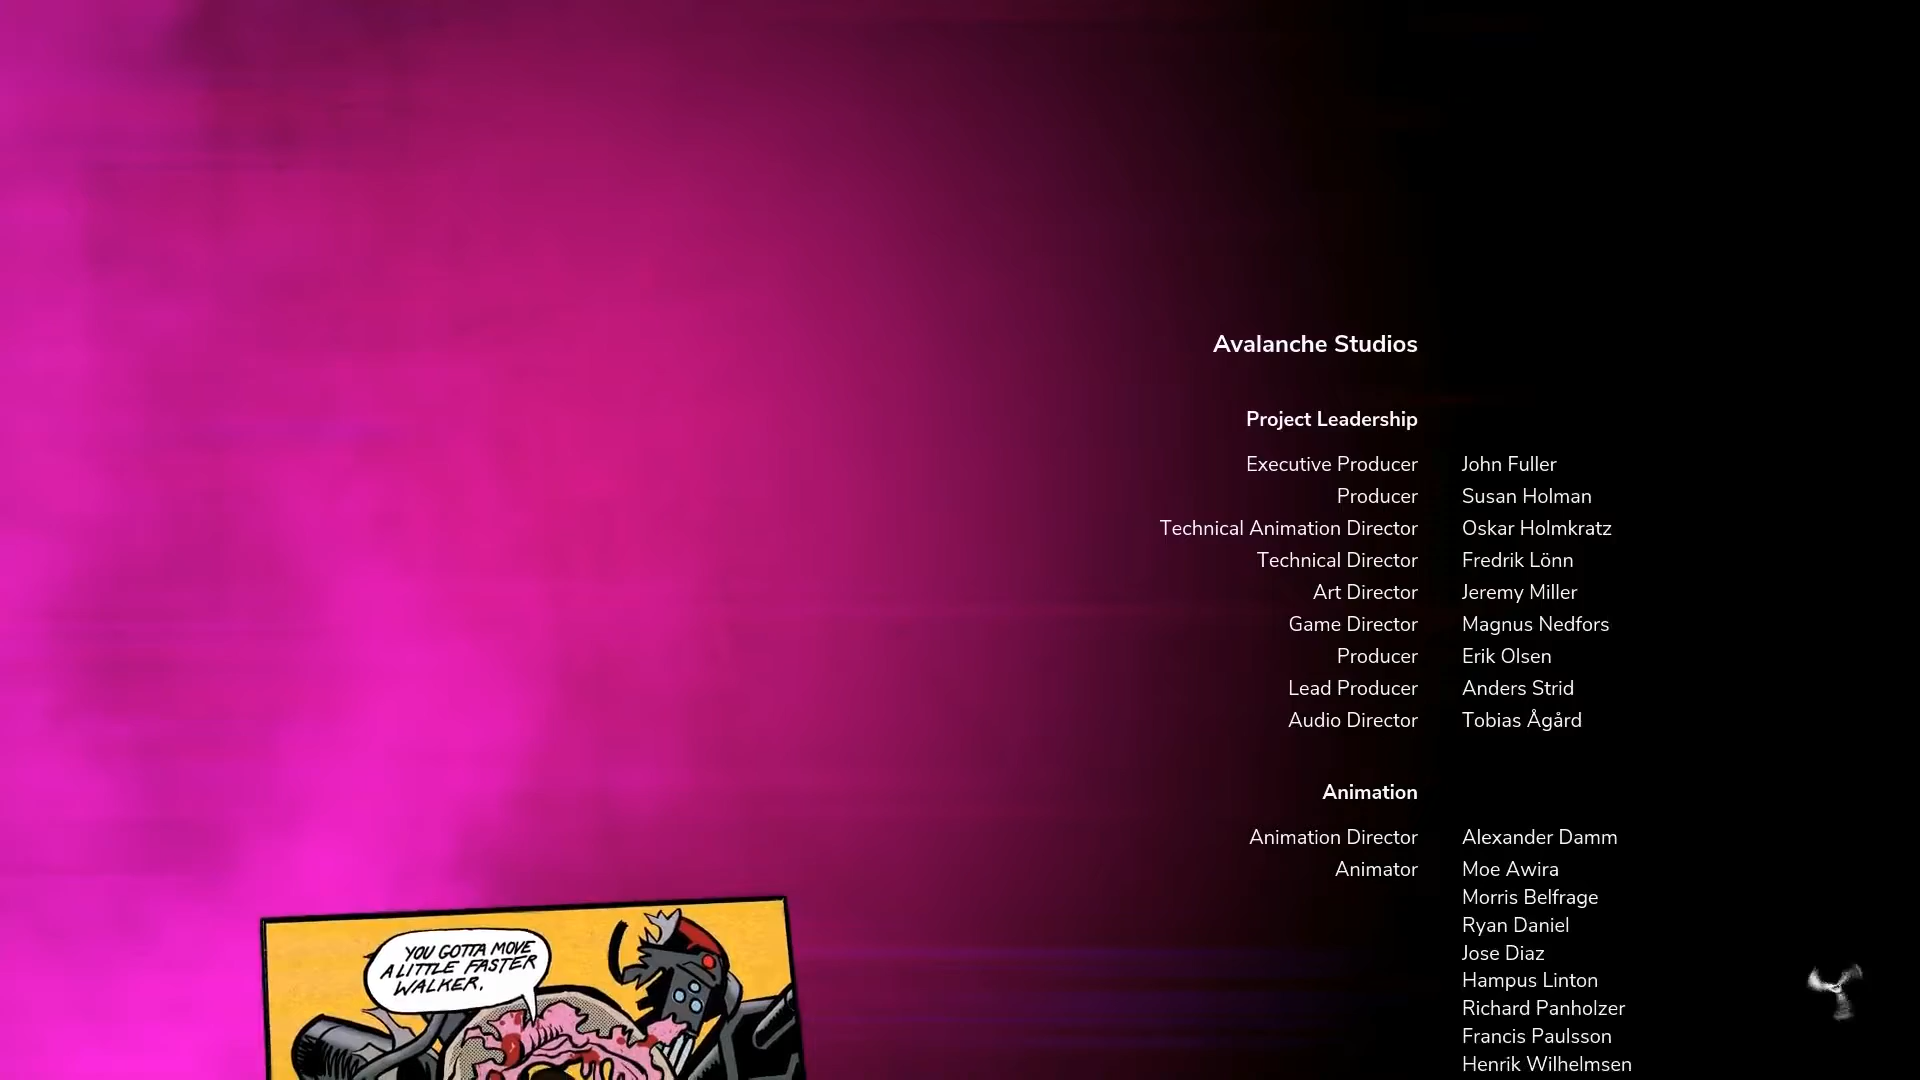 Avalanche Studios
Project Leadership
Executive Producer John Fuller
Producer Susan Holman
Technical Animation Director Oskar Holmkratz
Technical Director Fredrik Lönn
Art Director Jeremy Miller
Game Director Magnus Nedfors
Producer Erik Olsen
Lead Producer Anders Strid
Audio Director Tobias Ågård
Animation
Animation Director Alexander Damm
Animator Moe Awira
Morris Belfrage
Ryan Daniel
Jose Diaz
Hampus Linton
Richard Panholzer
Francis Paulsson
Henrik Wilhelmsen
YOU GOTTA MOVE
A LITTLE FASTER
WALKER.